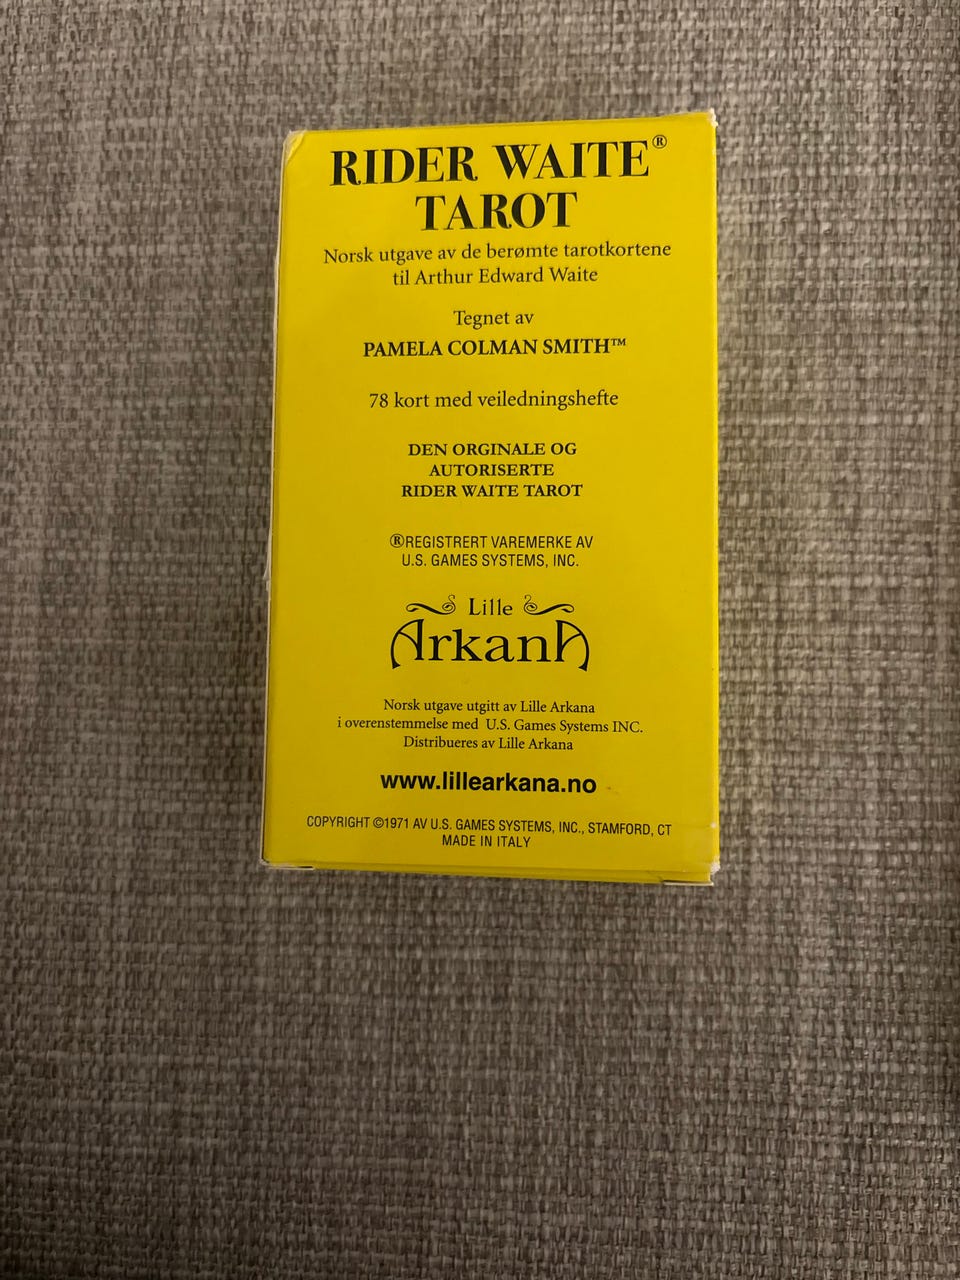 RIDER WAITE®
TAROT
Norsk utgave av de berømte tarotkortene
til Arthur Edward Waite
Tegnet av
PAMELA COLMAN SMITH™
78 kort med veiledningshefte
DEN ORGINALE OG
AUTORISERTE
RIDER WAITE TAROT
®REGISTRERT VAREMERKE AV
U.S. GAMES SYSTEMS, INC.
Lille
ArkanA
Norsk utgave utgitt av Lille Arkana
i overenstemmelse med U.S. Games Systems INC.
Distribueres av Lille Arkana
www.lillearkana.no
COPYRIGHT ©1971 AV U.S. GAMES SYSTEMS, INC., STAMFORD, CT
MADE IN ITALY